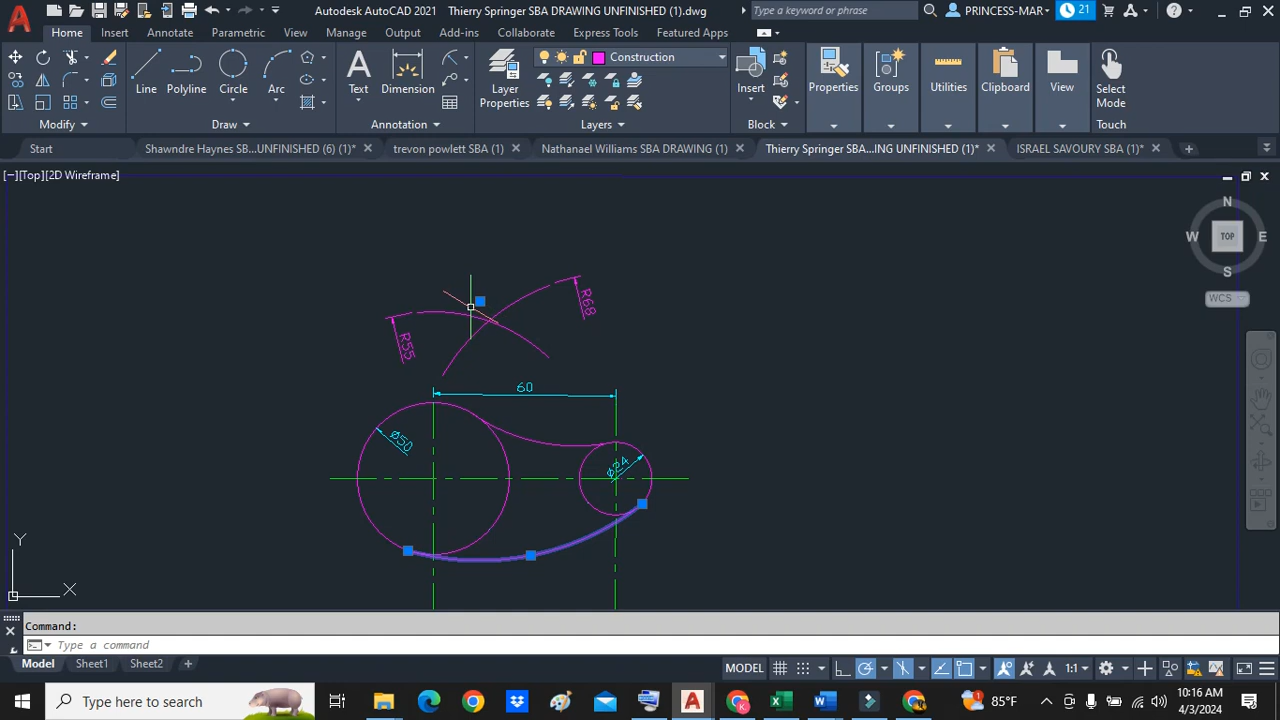 Autodesk AutoCAD 2021 Thierry Springer SBA DRAWING UNFINISHED (1).dwg
Type a keyword or phrase
PRINCESS-MAR
21
Home Insert Annotate Parametric View Manage Output Add-ins Collaborate Express Tools Featured Apps
Line Polyline Circle Arc
Text Dimension
Layer Properties
Construction
Insert
Properties
Groups
Utilities
Clipboard
View
Select Mode
Modify Draw Annotation Layers Block Touch
Start Shawndre Haynes SB...UNFINISHED (6) (1)* trevon powlett SBA (1) Nathanael Williams SBA DRAWING (1) Thierry Springer SBA...ING UNFINISHED (1)* ISRAEL SAVOURY SBA (1)*
[−][Top][2D Wireframe]
N
W TOP E
S
WCS
R68
R55
60
ø50
ø24
Y
X
Command:
Type a command
Model Sheet1 Sheet2
MODEL
1:1
Type here to search
85°F
10:16 AM
4/3/2024